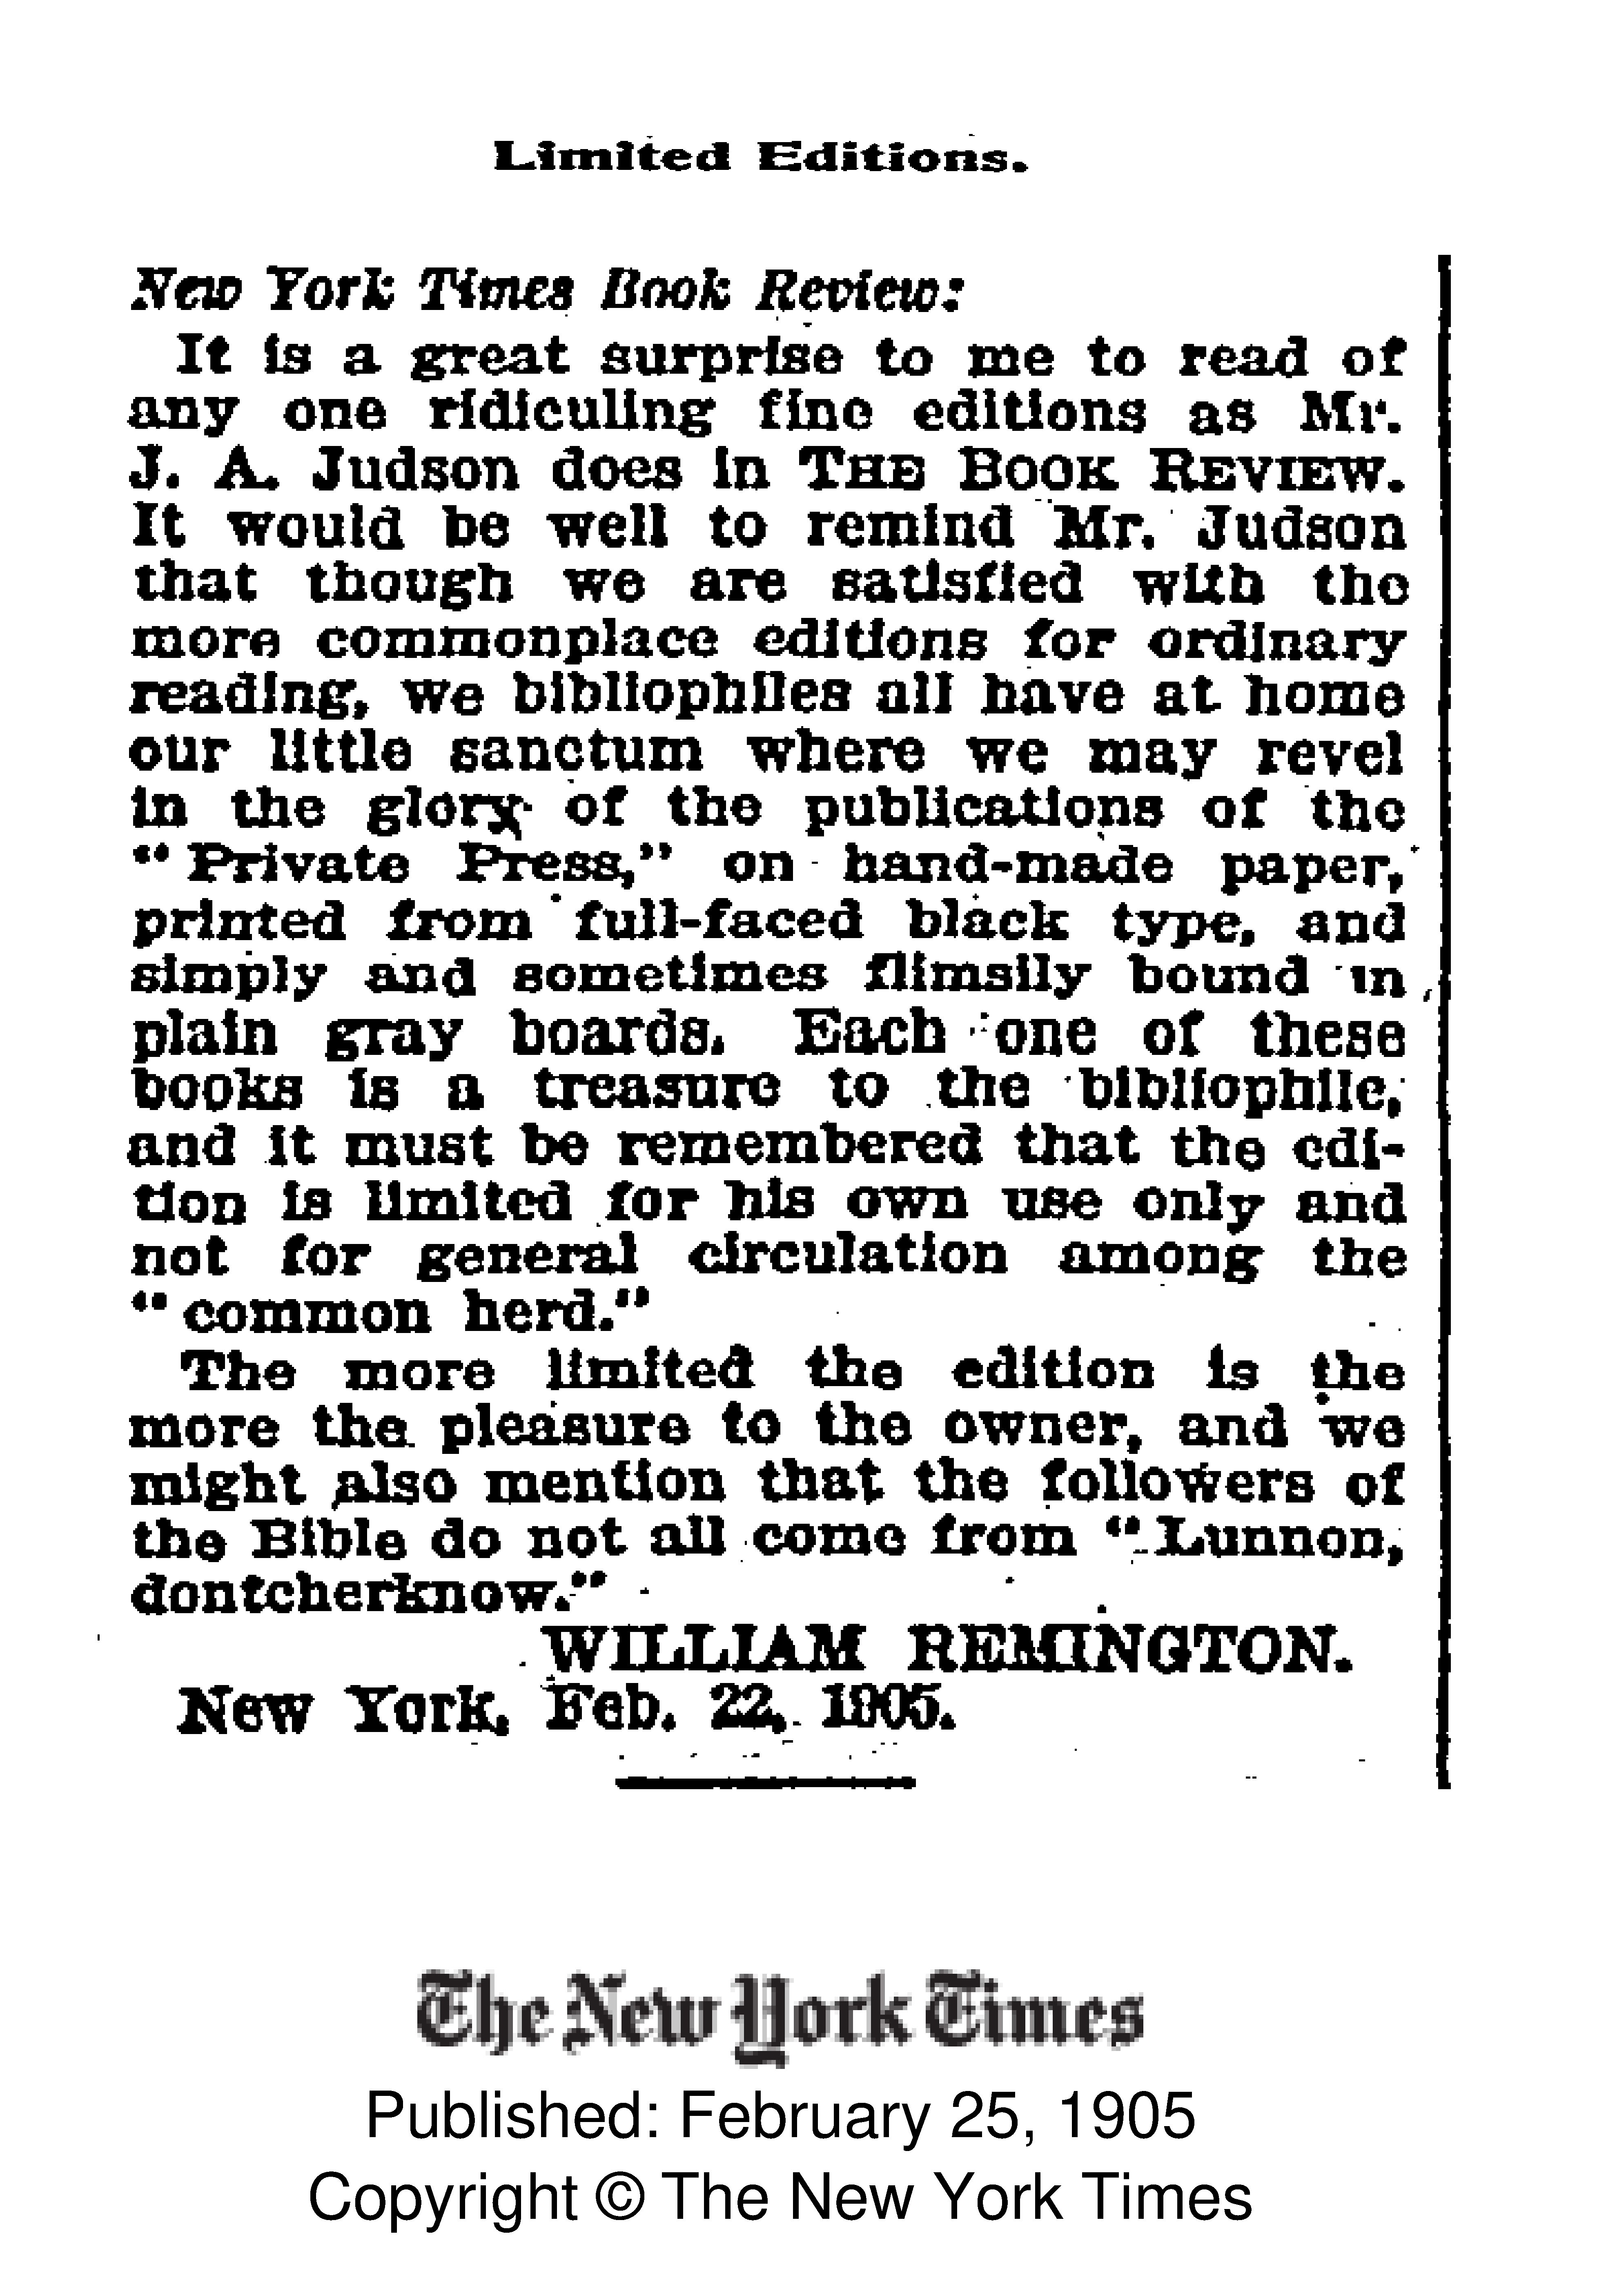 Limited Editions.
New York Times Book Review:
It is a great surprise to me to read of
any one ridiculing fine editions as Mr.
J. A. Judson does in THE BOOK REVIEW.
It would be well to remind Mr. Judson
that though we are satisfied with the
more commonplace editions for ordinary
reading, we bibliophiles all have at home
our little sanctum where we may revel
in the glory of the publications of the
"Private Press," on hand-made paper,
printed from full-faced black type, and
simply and sometimes flimsily bound in
plain gray boards. Each one of these
books is a treasure to the bibliophile,
and it must be remembered that the edi-
tion is limited for his own use only and
not for general circulation among the
"common herd."
The more limited the edition is the
more the pleasure to the owner, and we
might also mention that the followers of
the Bible do not all come from "Lunnon,
dontcherknow."
WILLIAM REMINGTON.
New York, Feb. 22, 1905.
The New York Times
Published: February 25, 1905
Copyright © The New York Times